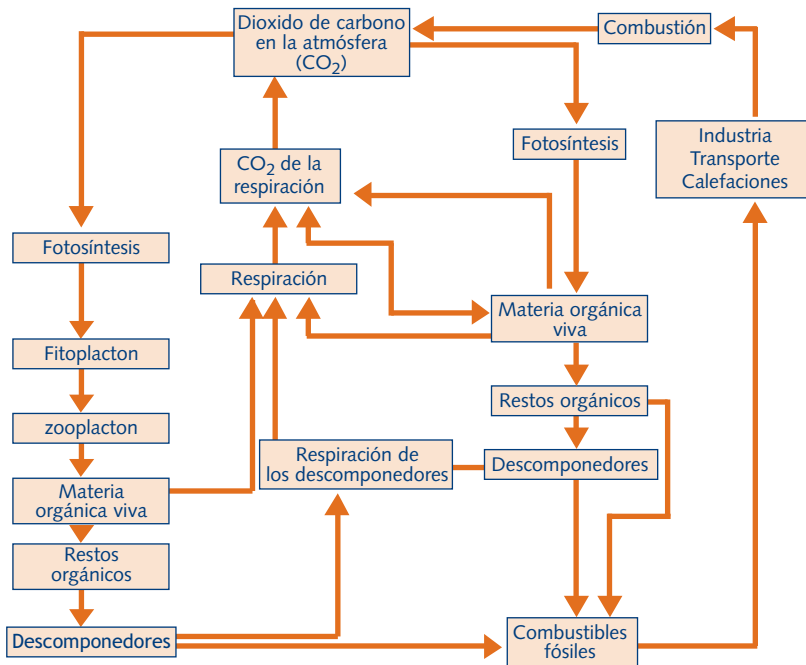 Dioxido de carbono
en la atmósfera
(CO₂)
Combustión
Fotosíntesis
Industria
Transporte
Calefaciones
CO₂ de la
respiración
Fotosíntesis
Respiración
Materia orgánica
viva
Fitoplacton
Restos orgánicos
zooplacton
Respiración de
los descomponedores
Descomponedores
Materia
orgánica viva
Restos
orgánicos
Descomponedores
Combustibles
fósiles